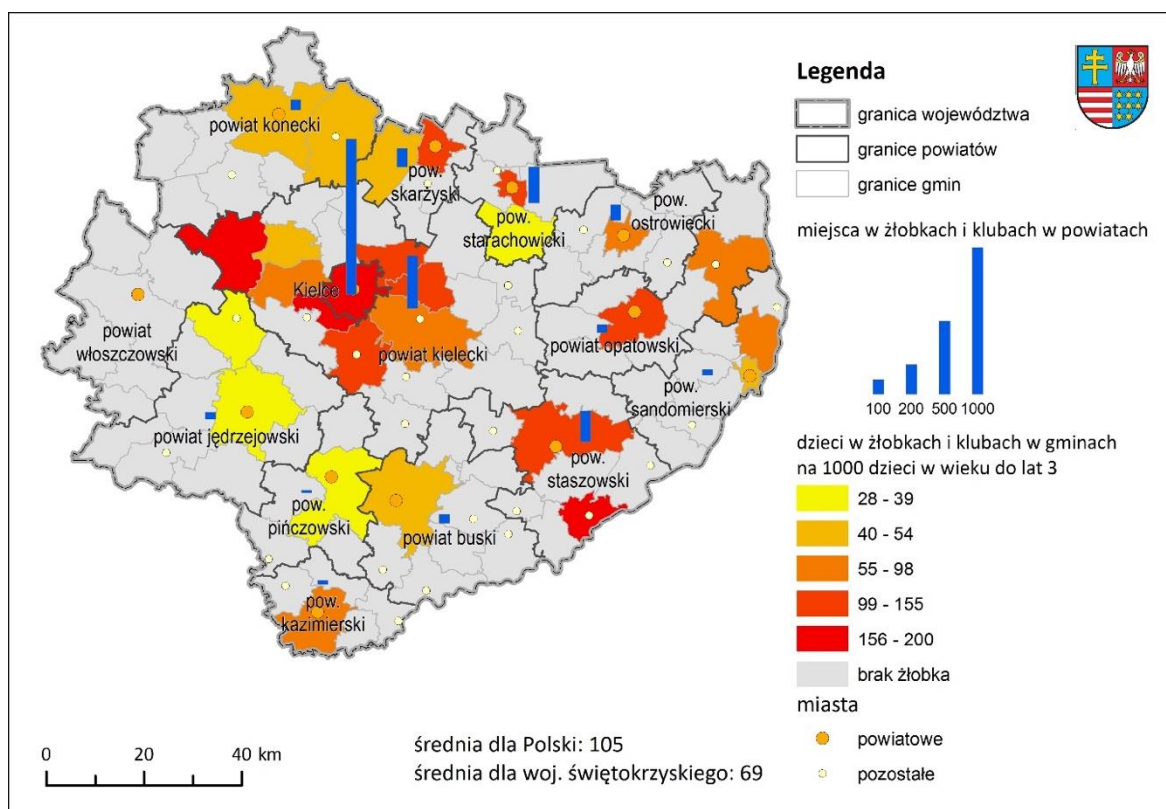 powiat konecki
pow.
skarżyski
pow.
starachowicki
pow.
ostrowiecki
Kielce
powiat
włoszczowski
powiat kielecki
powiat opatowski
pow.
sandomierski
powiat jędrzejowski
pow.
staszowski
pow.
pińczowski
powiat buski
pow.
kazimierski
0 20 40 km
średnia dla Polski: 105
średnia dla woj. świętokrzyskiego: 69
Legenda
granica województwa
granice powiatów
granice gmin
miejsca w żłobkach i klubach w powiatach
100 200 500 1000
dzieci w żłobkach i klubach w gminach
na 1000 dzieci w wieku do lat 3
28 - 39
40 - 54
55 - 98
99 - 155
156 - 200
brak żłobka
miasta
powiatowe
pozostałe